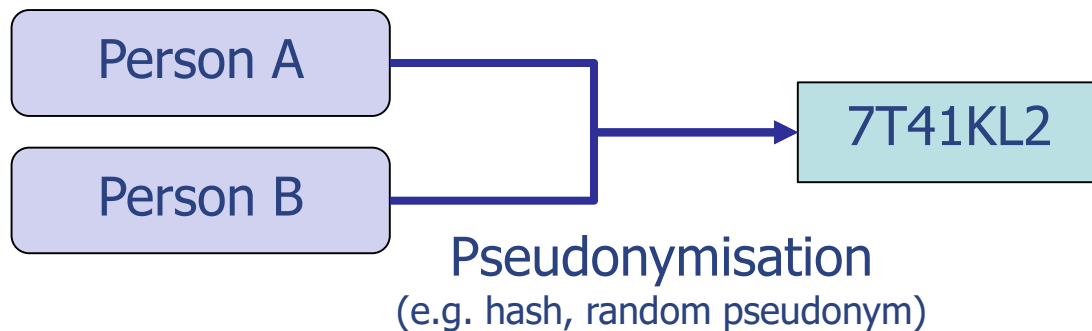 Person A
7T41KL2
Person B
Pseudonymisation
(e.g. hash, random pseudonym)